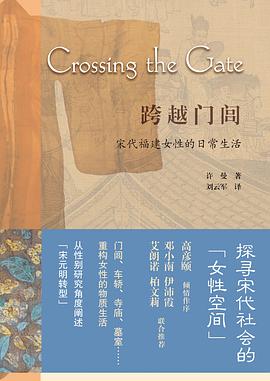 Crossing the Gate
跨越门闾
宋代福建女性的日常生活
许曼 著
刘云军 译
探寻宋代社会的
「女性空间」
高彦颐 倾情作序
邓小南 伊沛霞
艾朗诺 柏文莉
联合推荐
门闾、车轿、寺庙、墓室……
重构女性的物质生活
从性别研究角度阐述
「宋元明转型」